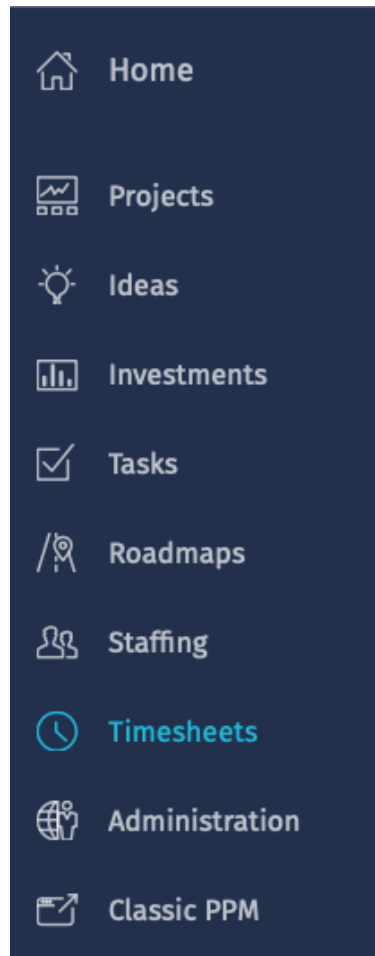 Home
Projects
Ideas
Investments
Tasks
Roadmaps
Staffing
Timesheets
Administration
Classic PPM